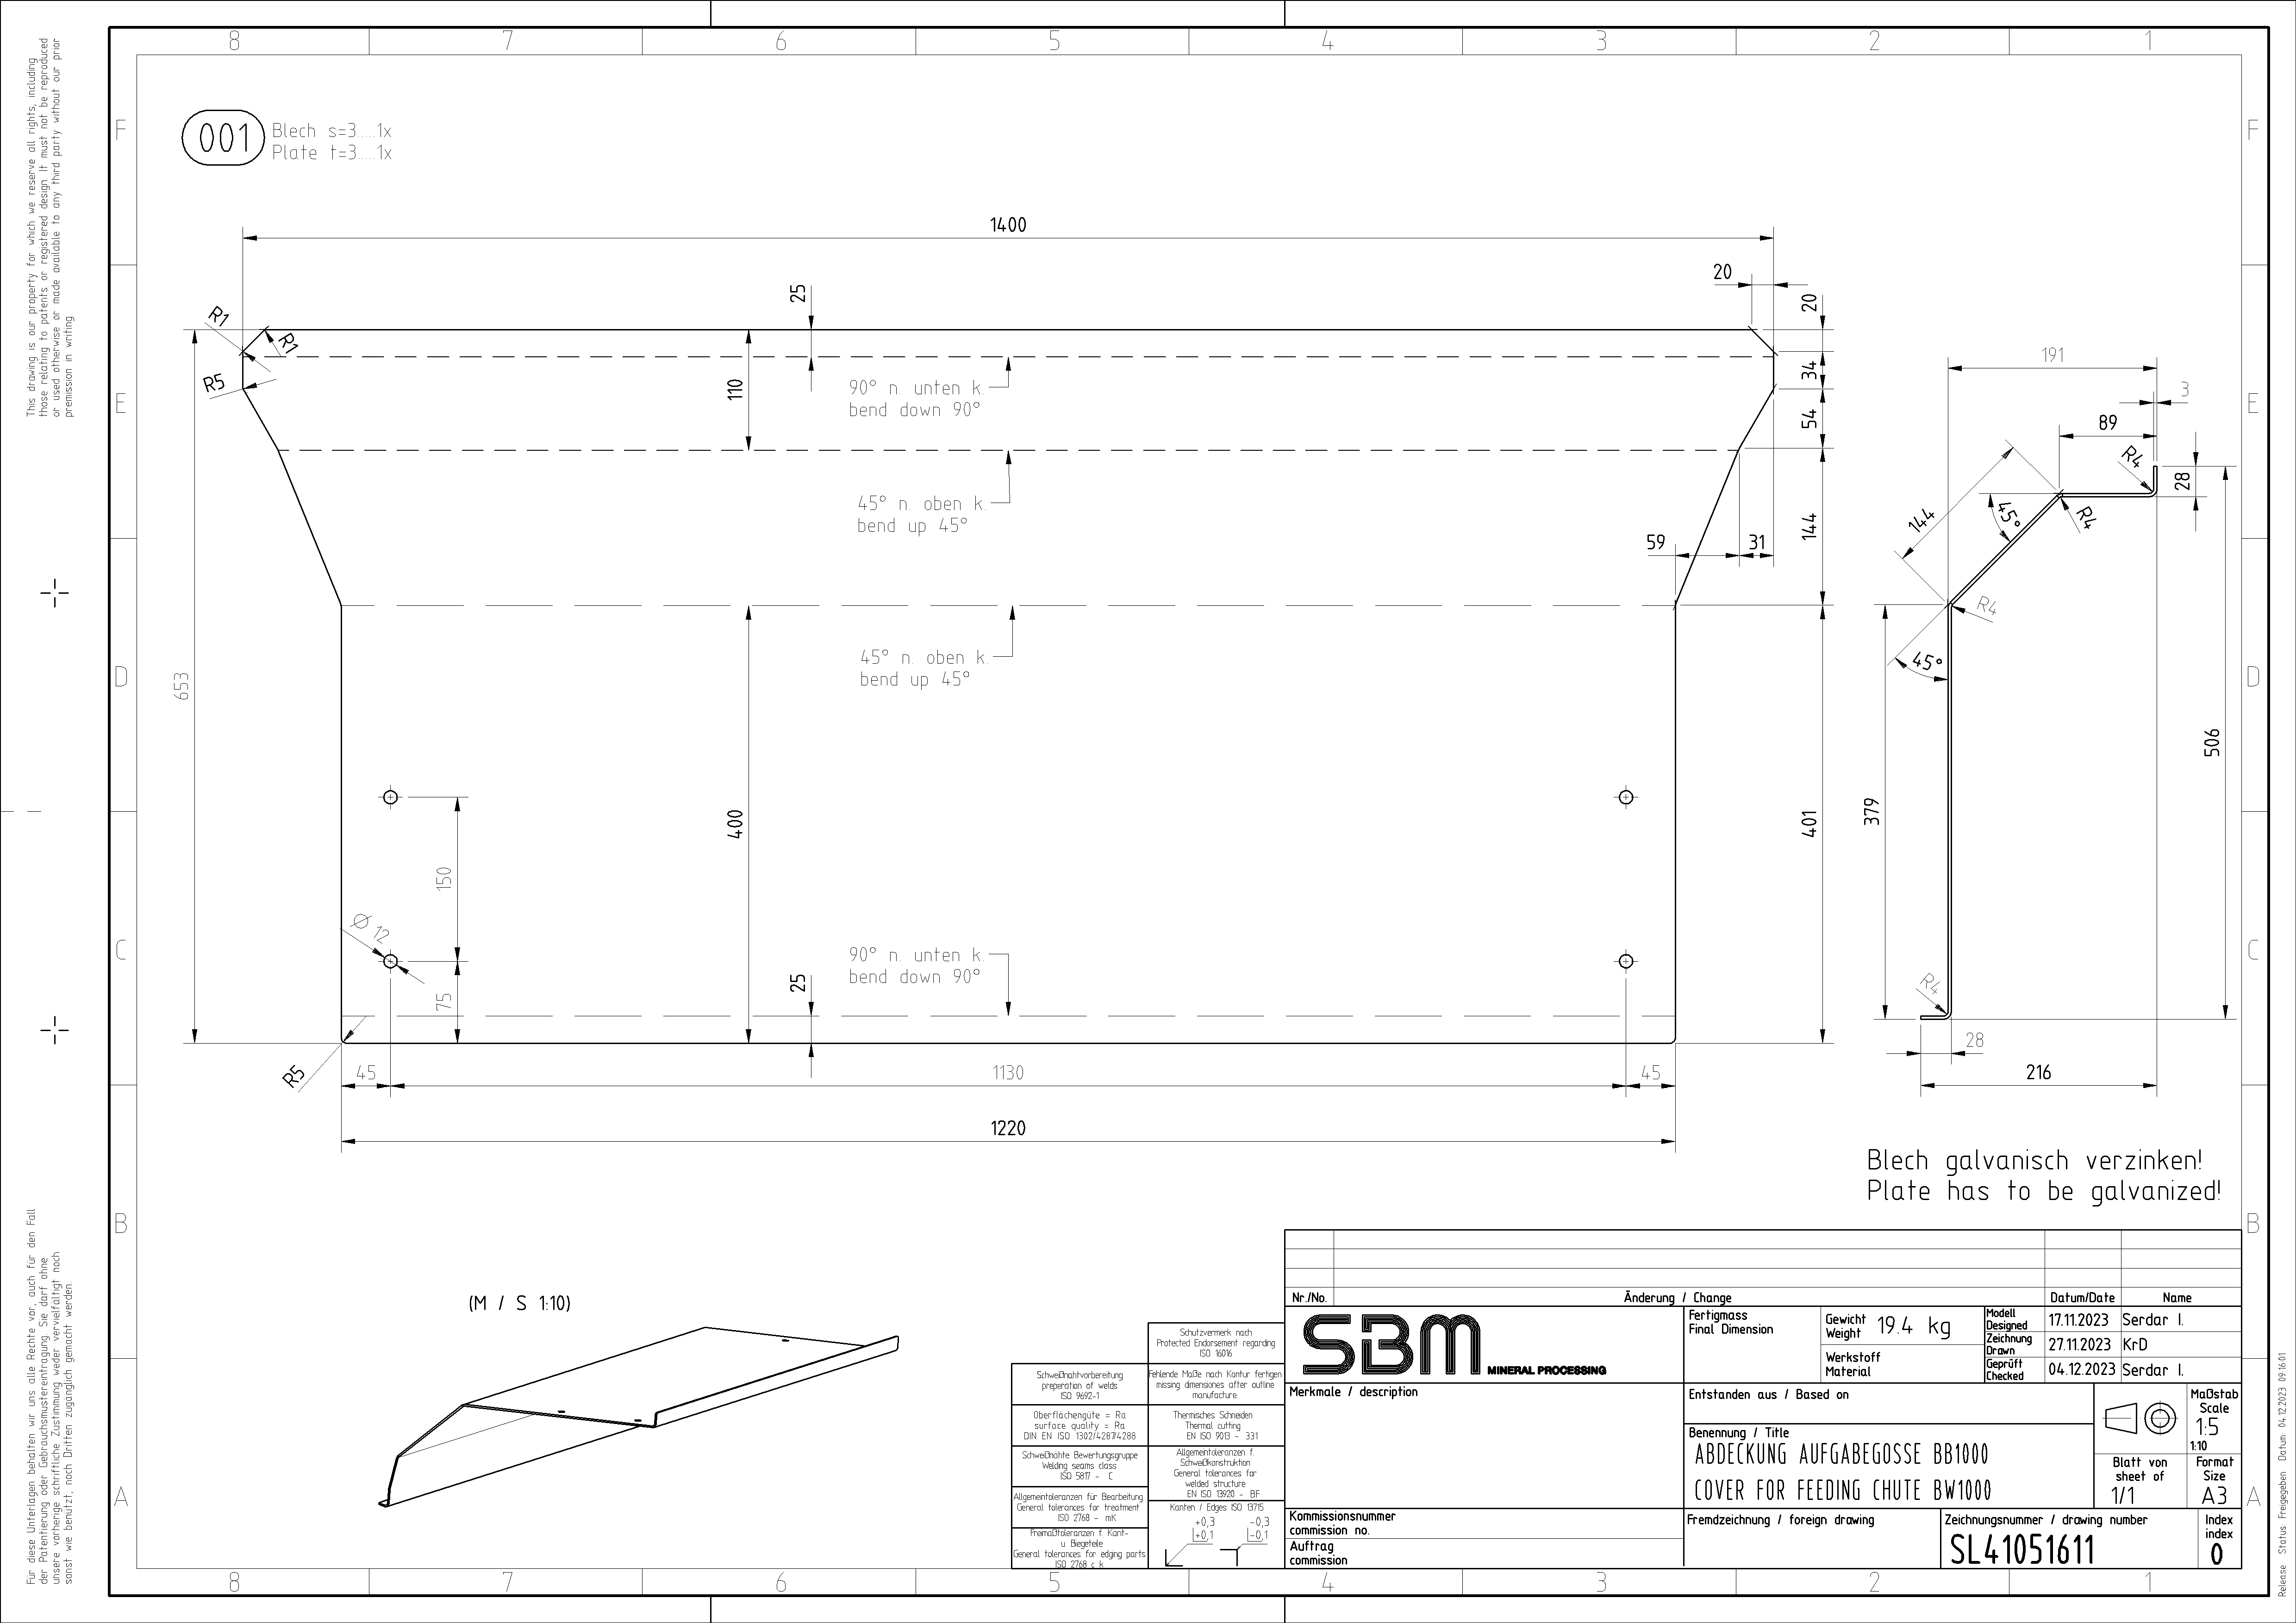 8 7 6 5 4 3 2 1
This drawing is our property for which we reserve all rights, including
those relating to patents or registered design. It must not be reproduced
or used otherwise or made available to any third party without our prior
premission in writing
F
F
001
Blech s=3.....1x
Plate t=3.....1x
1400
20
25
20
R1
R1
191
34
R5
110
90° n. unten k.
bend down 90°
3
E
E
54
89
R4
28
45° n. oben k.
bend up 45°
144
45°
R4
144
59
31
R4
45° n. oben k.
bend up 45°
45°
D
D
653
506
400
401
379
150
Ø 12
C
C
90° n. unten k.
bend down 90°
25
75
R4
28
R5
45
1130
45
216
1220
Blech galvanisch verzinken!
Plate has to be galvanized!
B
B
Für diese Unterlagen behalten wir uns alle Rechte vor, auch für den Fall
der Patentierung oder Gebrauchsmustereintragung. Sie darf ohne
unsere vorherige schriftliche Zustimmung weder vervielfältigt noch
sonst wie benützt, noch Dritten zugänglich gemacht werden.
(M / S 1:10)
Nr./No.
Änderung / Change
Datum/Date
Name
Schutzvermerk nach
Protected Endorsement regarding
ISO 16016
Schweißnahtvorbereitung
preperation of welds
ISO 9692-1
Fehlende Maße nach Kontur fertigen
missing dimensiones after outline
manufacture.
Oberflächengüte = Ra
surface quality = Ra
DIN EN ISO 1302/4287/4288
Thermisches Schneiden
Thermal cutting
EN ISO 9013 - 331
Schweißnähte Bewertungsgruppe
Welding seams class
ISO 5817 - C
Allgemeintoleranzen f.
Schweißkonstruktion
General tolerances for
welded structure
EN ISO 13920 - BF
Allgemeintoleranzen für Bearbeitung
General tolerances for treatment
ISO 2768 - mK
Kanten / Edges ISO 13715
+0,3
+0,1
-0,3
-0,1
Freimaßtoleranzen f. Kant-
u. Biegeteile
General tolerances for edging parts
ISO 2768 c k
SBM
MINERAL PROCESSING
Fertigmass
Final Dimension
Gewicht
Weight
19.4 kg
Werkstoff
Material
Modell
Designed
17.11.2023
Serdar I.
Zeichnung
Drawn
27.11.2023
KrD
Geprüft
Checked
04.12.2023
Serdar I.
Merkmale / description
Entstanden aus / Based on
Maßstab
Scale
1:5
1:10
Benennung / Title
ABDECKUNG AUFGABEGOSSE BB1000
COVER FOR FEEDING CHUTE BW1000
Blatt von
sheet of
1/1
Format
Size
A3
A
A
Kommissionsnummer
commission no.
Auftrag
commission
Fremdzeichnung / foreign drawing
Zeichnungsnummer / drawing number
SL41051611
Index
index
0
Release Status: Freigegeben Datum: 04.12.2023 09:16:01
8 7 6 5 4 3 2 1